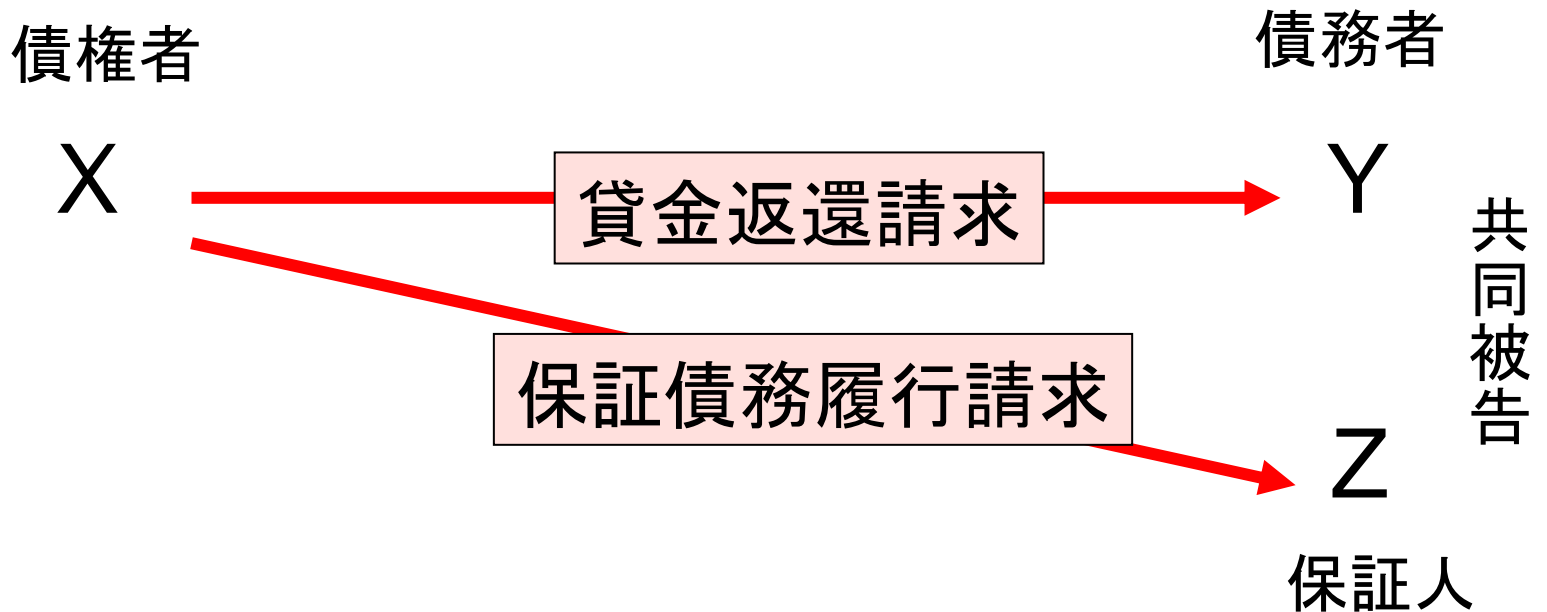 債権者
債務者
X
貸金返還請求
Y
共同被告
保証債務履行請求
Z
保証人